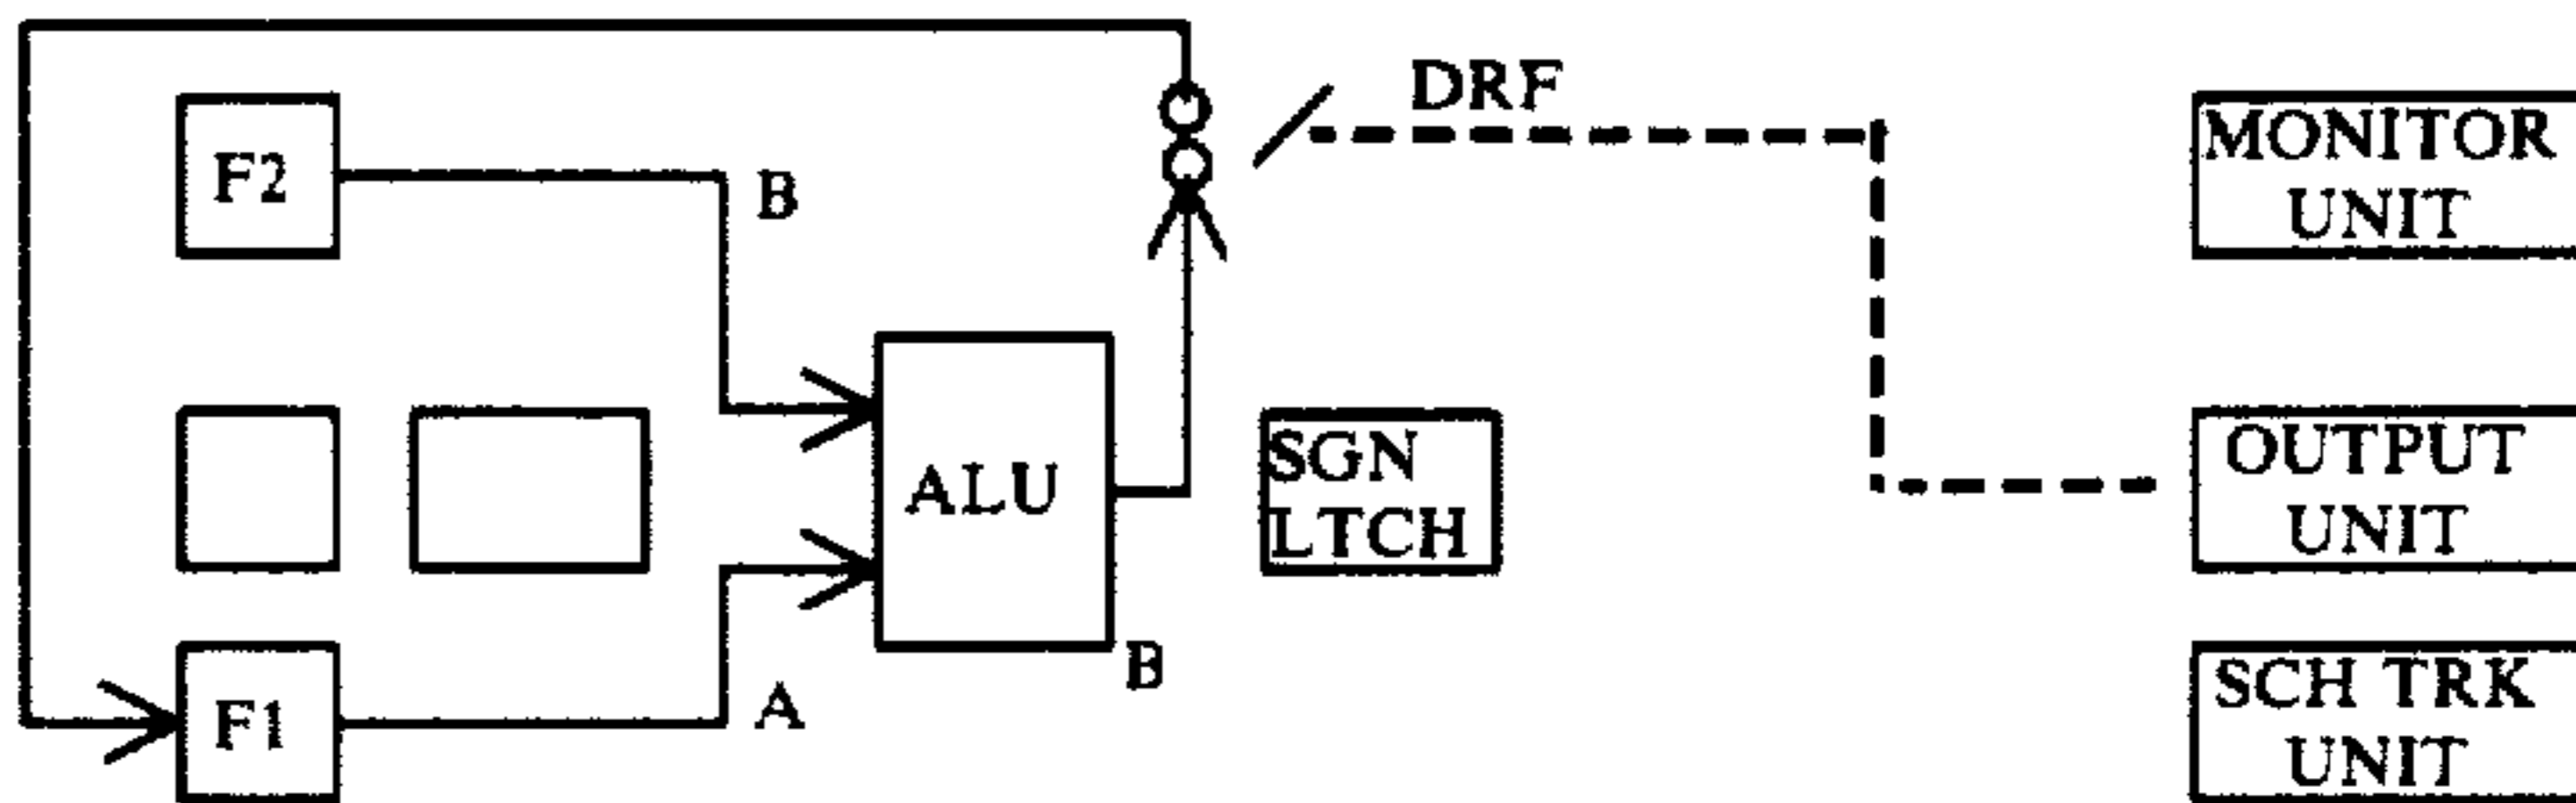 DRF
MONITOR
UNIT
F2
B
ALU
SGN
LTCH
OUTPUT
UNIT
B
F1
A
SCH TRK
UNIT